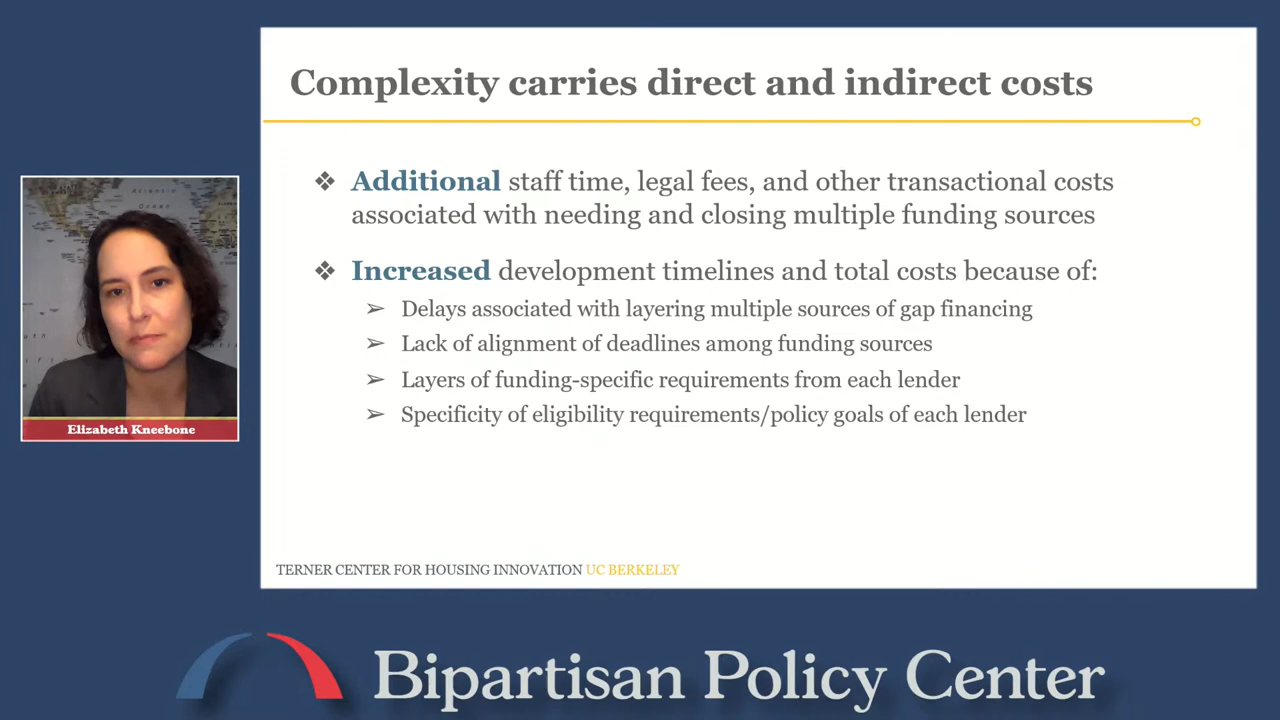 Complexity carries direct and indirect costs
❖ Additional staff time, legal fees, and other transactional costs
associated with needing and closing multiple funding sources
❖ Increased development timelines and total costs because of:
➢ Delays associated with layering multiple sources of gap financing
➢ Lack of alignment of deadlines among funding sources
➢ Layers of funding-specific requirements from each lender
➢ Specificity of eligibility requirements/policy goals of each lender
Elizabeth Kneebone
TERNER CENTER FOR HOUSING INNOVATION UC BERKELEY
Bipartisan Policy Center